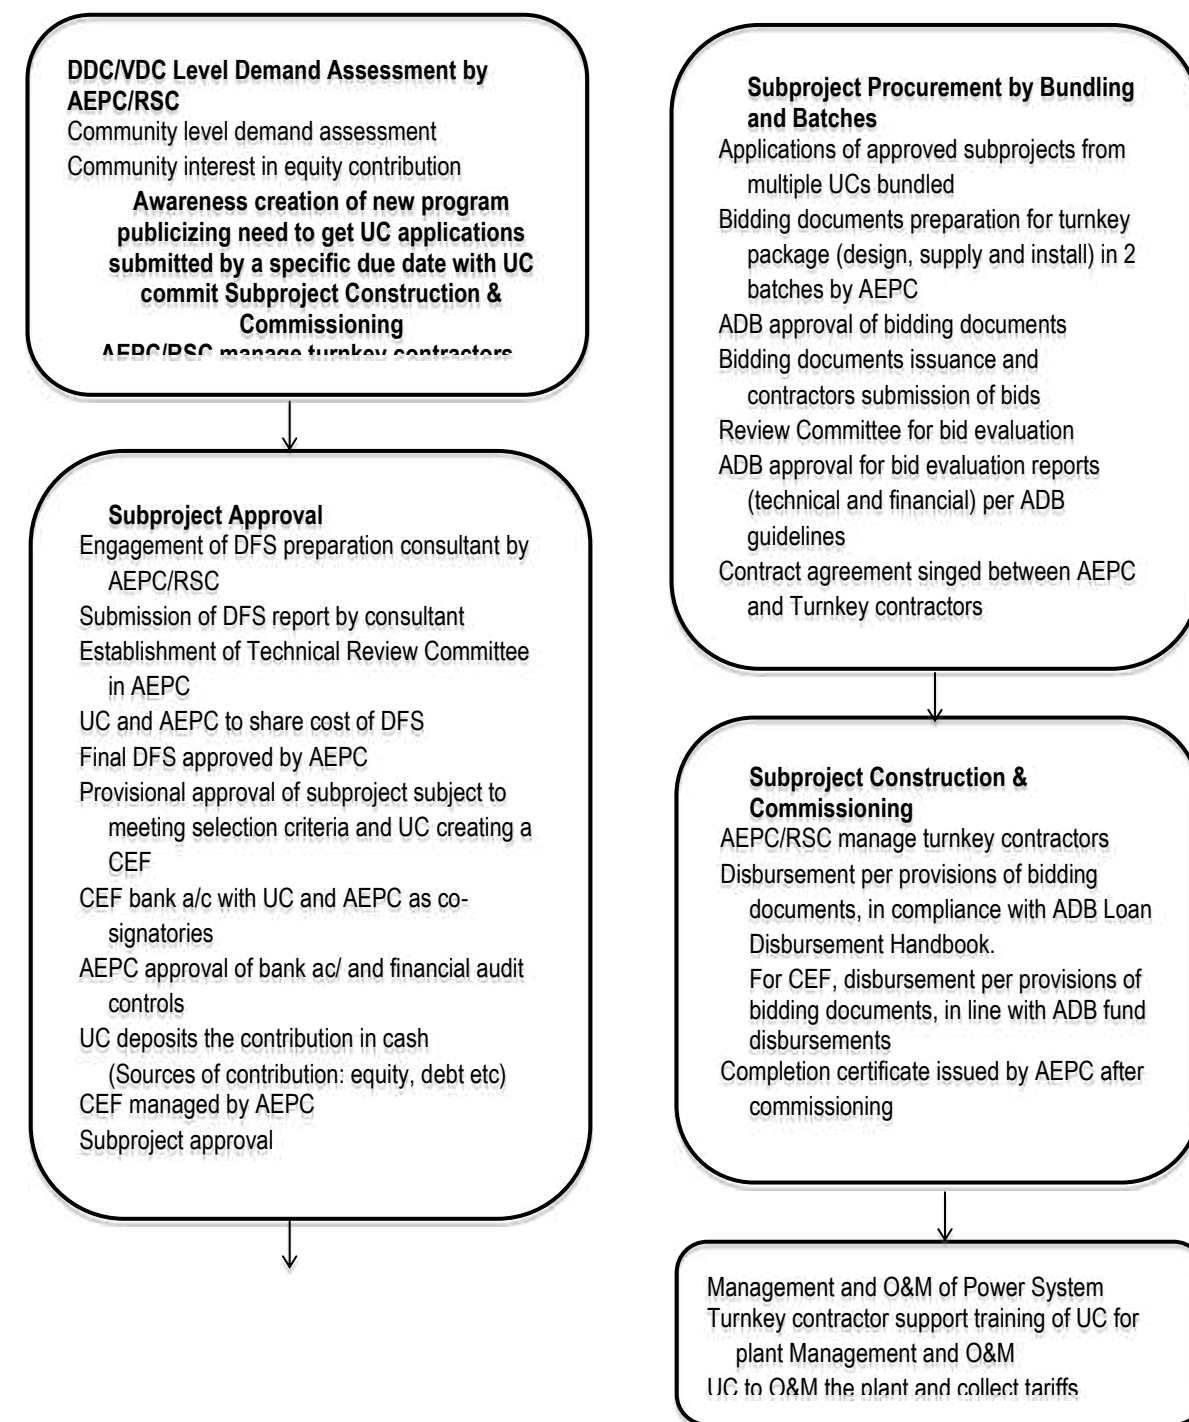 DDC/VDC Level Demand Assessment by
AEPC/RSC
Community level demand assessment
Community interest in equity contribution
Awareness creation of new program
publicizing need to get UC applications
submitted by a specific due date with UC
commit Subproject Construction &
Commissioning
AEPC/RSC manage turnkey contractors
Subproject Approval
Engagement of DFS preparation consultant by
AEPC/RSC
Submission of DFS report by consultant
Establishment of Technical Review Committee
in AEPC
UC and AEPC to share cost of DFS
Final DFS approved by AEPC
Provisional approval of subproject subject to
meeting selection criteria and UC creating a
CEF
CEF bank a/c with UC and AEPC as co-
signatories
AEPC approval of bank ac/ and financial audit
controls
UC deposits the contribution in cash
(Sources of contribution: equity, debt etc)
CEF managed by AEPC
Subproject approval
Subproject Procurement by Bundling
and Batches
Applications of approved subprojects from
multiple UCs bundled
Bidding documents preparation for turnkey
package (design, supply and install) in 2
batches by AEPC
ADB approval of bidding documents
Bidding documents issuance and
contractors submission of bids
Review Committee for bid evaluation
ADB approval for bid evaluation reports
(technical and financial) per ADB
guidelines
Contract agreement singed between AEPC
and Turnkey contractors
Subproject Construction &
Commissioning
AEPC/RSC manage turnkey contractors
Disbursement per provisions of bidding
documents, in compliance with ADB Loan
Disbursement Handbook.
For CEF, disbursement per provisions of
bidding documents, in line with ADB fund
disbursements
Completion certificate issued by AEPC after
commissioning
Management and O&M of Power System
Turnkey contractor support training of UC for
plant Management and O&M
UC to O&M the plant and collect tariffs